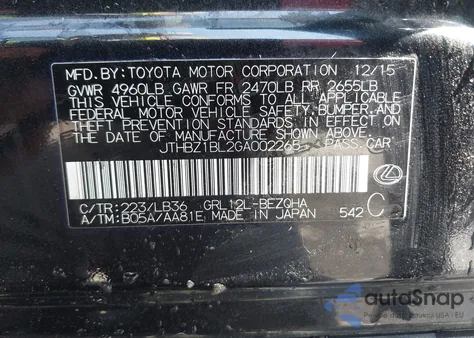 MFD.BY:TOYOTA MOTOR CORPORATION 12/15
GVWR 4960LB GAWR FR 2470LB RR 2655LB
THIS VEHICLE CONFORMS TO ALL APPLICABLE
FEDERAL MOTOR VEHICLE SAFETY, BUMPER, AND
THEFT PREVENTION STANDARDS IN EFFECT ON
THE DATE OF MANUFACTURE SHOWN ABOVE.
JTHBZ1BL2GA002265 PASS.CAR
C/TR:223/LB36 GRL12L-BEZQHA
A/TM:B05A/AA81E MADE IN JAPAN 542 C
autoSnap